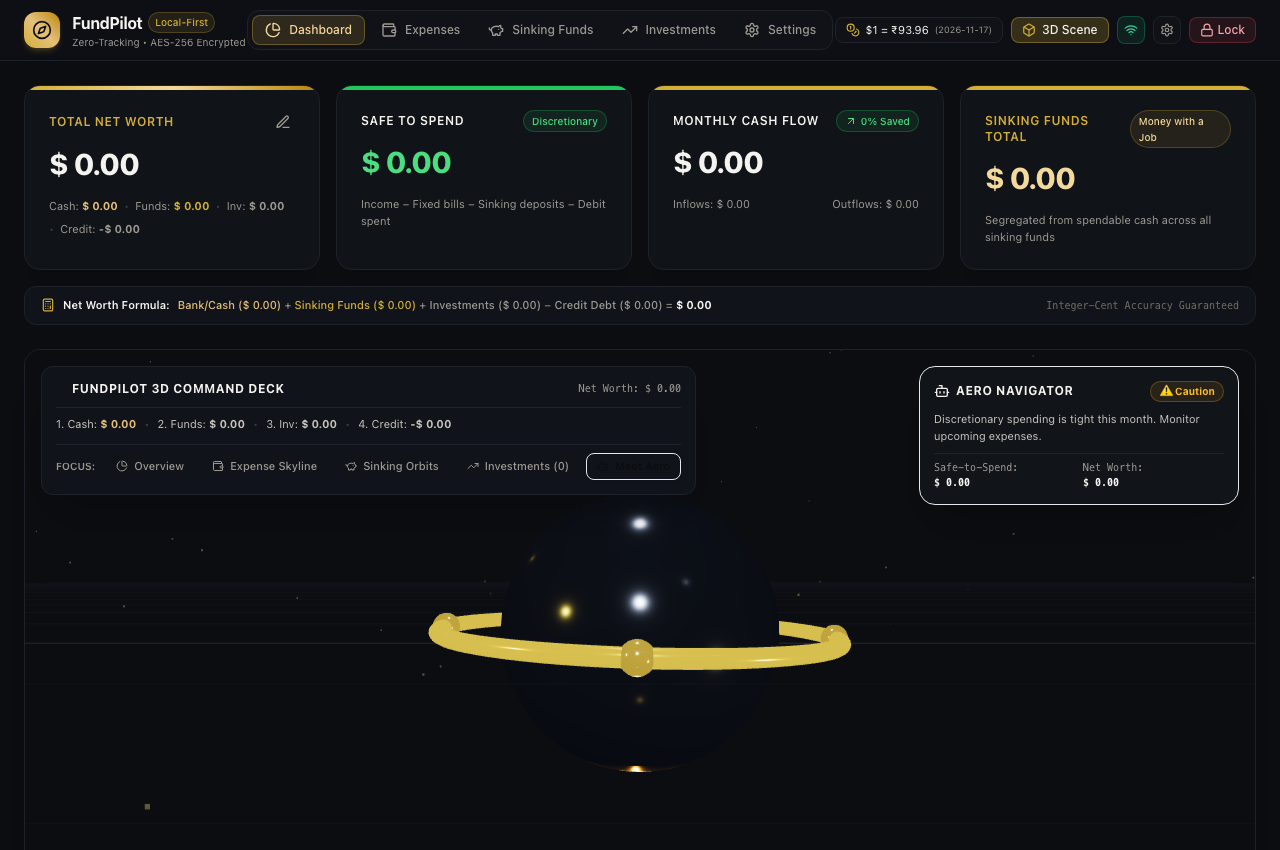 FundPilot
Local-First
Zero-Tracking • AES-256 Encrypted
Dashboard
Expenses
Sinking Funds
Investments
Settings
$1 = ₹93.96 (2026-11-17)
3D Scene
Lock
TOTAL NET WORTH
$ 0.00
Cash: $ 0.00 · Funds: $ 0.00 · Inv: $ 0.00
· Credit: -$ 0.00
SAFE TO SPEND
Discretionary
$ 0.00
Income – Fixed bills – Sinking deposits – Debit
spent
MONTHLY CASH FLOW
0% Saved
$ 0.00
Inflows: $ 0.00
Outflows: $ 0.00
SINKING FUNDS
TOTAL
Money with a
Job
$ 0.00
Segregated from spendable cash across all
sinking funds
Net Worth Formula: Bank/Cash ($ 0.00) + Sinking Funds ($ 0.00) + Investments ($ 0.00) – Credit Debt ($ 0.00) = $ 0.00
Integer-Cent Accuracy Guaranteed
FUNDPILOT 3D COMMAND DECK
Net Worth: $ 0.00
1. Cash: $ 0.00 · 2. Funds: $ 0.00 · 3. Inv: $ 0.00 · 4. Credit: -$ 0.00
FOCUS:
Overview
Expense Skyline
Sinking Orbits
Investments (0)
AERO NAVIGATOR
⚠️ Caution
Discretionary spending is tight this month. Monitor
upcoming expenses.
Safe-to-Spend:
$ 0.00
Net Worth:
$ 0.00